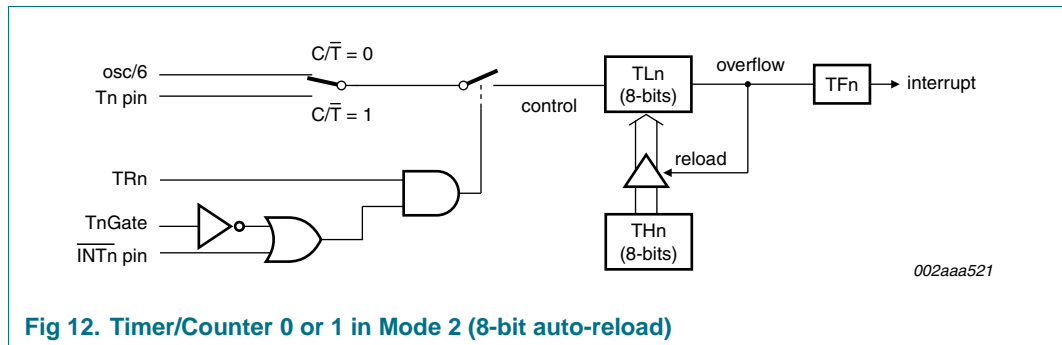 C/T̅ = 0
osc/6
Tn pin
C/T̅ = 1
control
TLn
(8-bits)
overflow
TFn
interrupt
reload
TRn
TnGate
I̅N̅T̅n̅ pin
THn
(8-bits)
002aaa521
Fig 12. Timer/Counter 0 or 1 in Mode 2 (8-bit auto-reload)